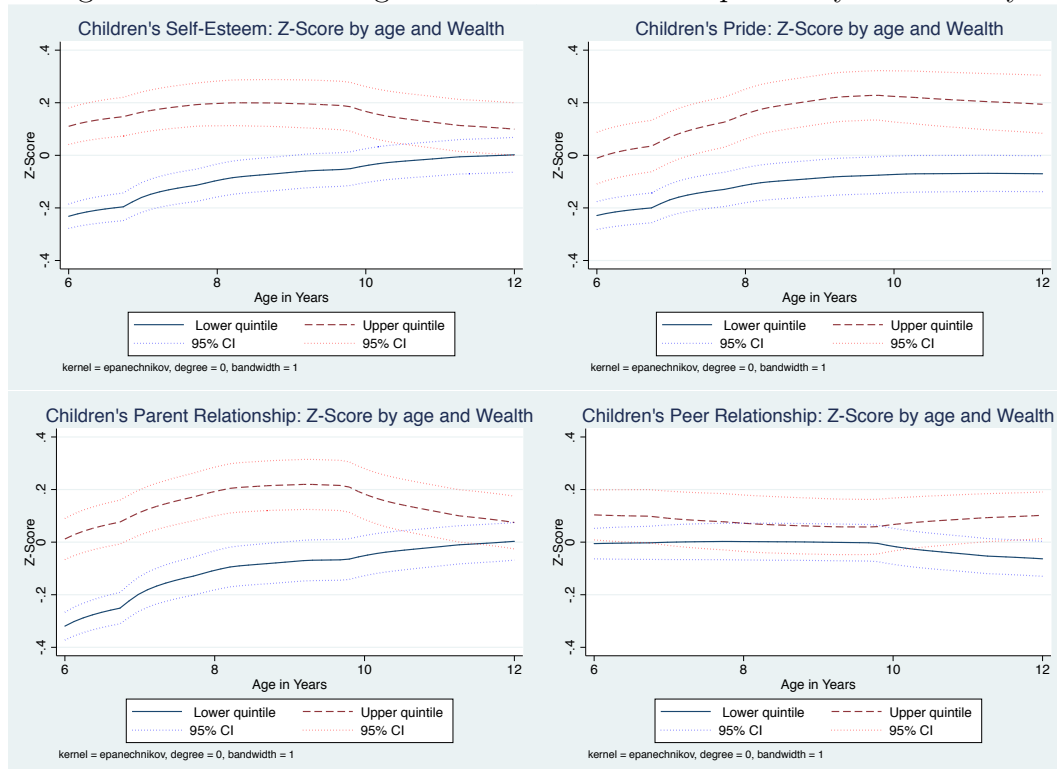 Children's Self-Esteem: Z-Score by age and Wealth
Z-Score
.4
.2
0
-.2
-.4
6 8 10 12
Age in Years
Lower quintile Upper quintile
95% CI 95% CI
kernel = epanechnikov, degree = 0, bandwidth = 1
Children's Pride: Z-Score by age and Wealth
Z-Score
.4
.2
0
-.2
-.4
6 8 10 12
Age in Years
Lower quintile Upper quintile
95% CI 95% CI
kernel = epanechnikov, degree = 0, bandwidth = 1
Children's Parent Relationship: Z-Score by age and Wealth
Z-Score
.4
.2
0
-.2
-.4
6 8 10 12
Age in Years
Lower quintile Upper quintile
95% CI 95% CI
kernel = epanechnikov, degree = 0, bandwidth = 1
Children's Peer Relationship: Z-Score by age and Wealth
Z-Score
.4
.2
0
-.2
-.4
6 8 10 12
Age in Years
Lower quintile Upper quintile
95% CI 95% CI
kernel = epanechnikov, degree = 0, bandwidth = 1